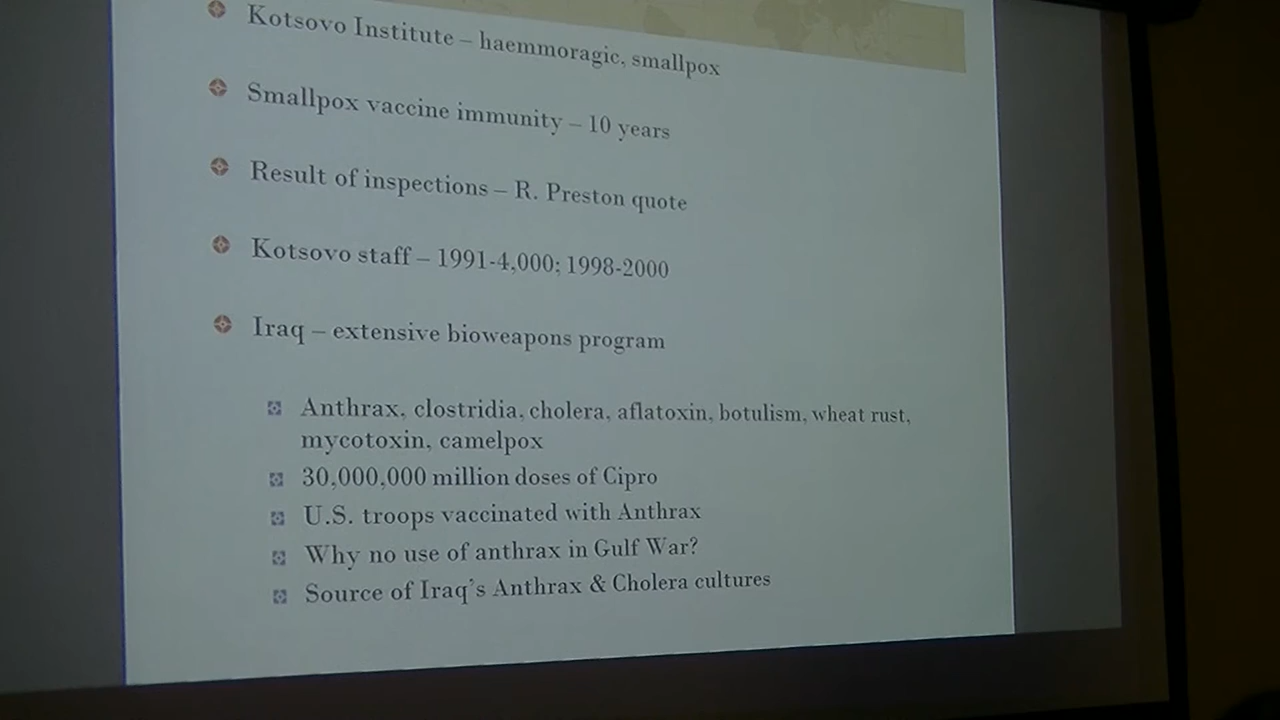 Kotsovo Institute – haemmoragic, smallpox
Smallpox vaccine immunity – 10 years
Result of inspections – R. Preston quote
Kotsovo staff – 1991-4,000; 1998-2000
Iraq – extensive bioweapons program
Anthrax, clostridia, cholera, aflatoxin, botulism, wheat rust,
mycotoxin, camelpox
30,000,000 million doses of Cipro
U.S. troops vaccinated with Anthrax
Why no use of anthrax in Gulf War?
Source of Iraq's Anthrax & Cholera cultures